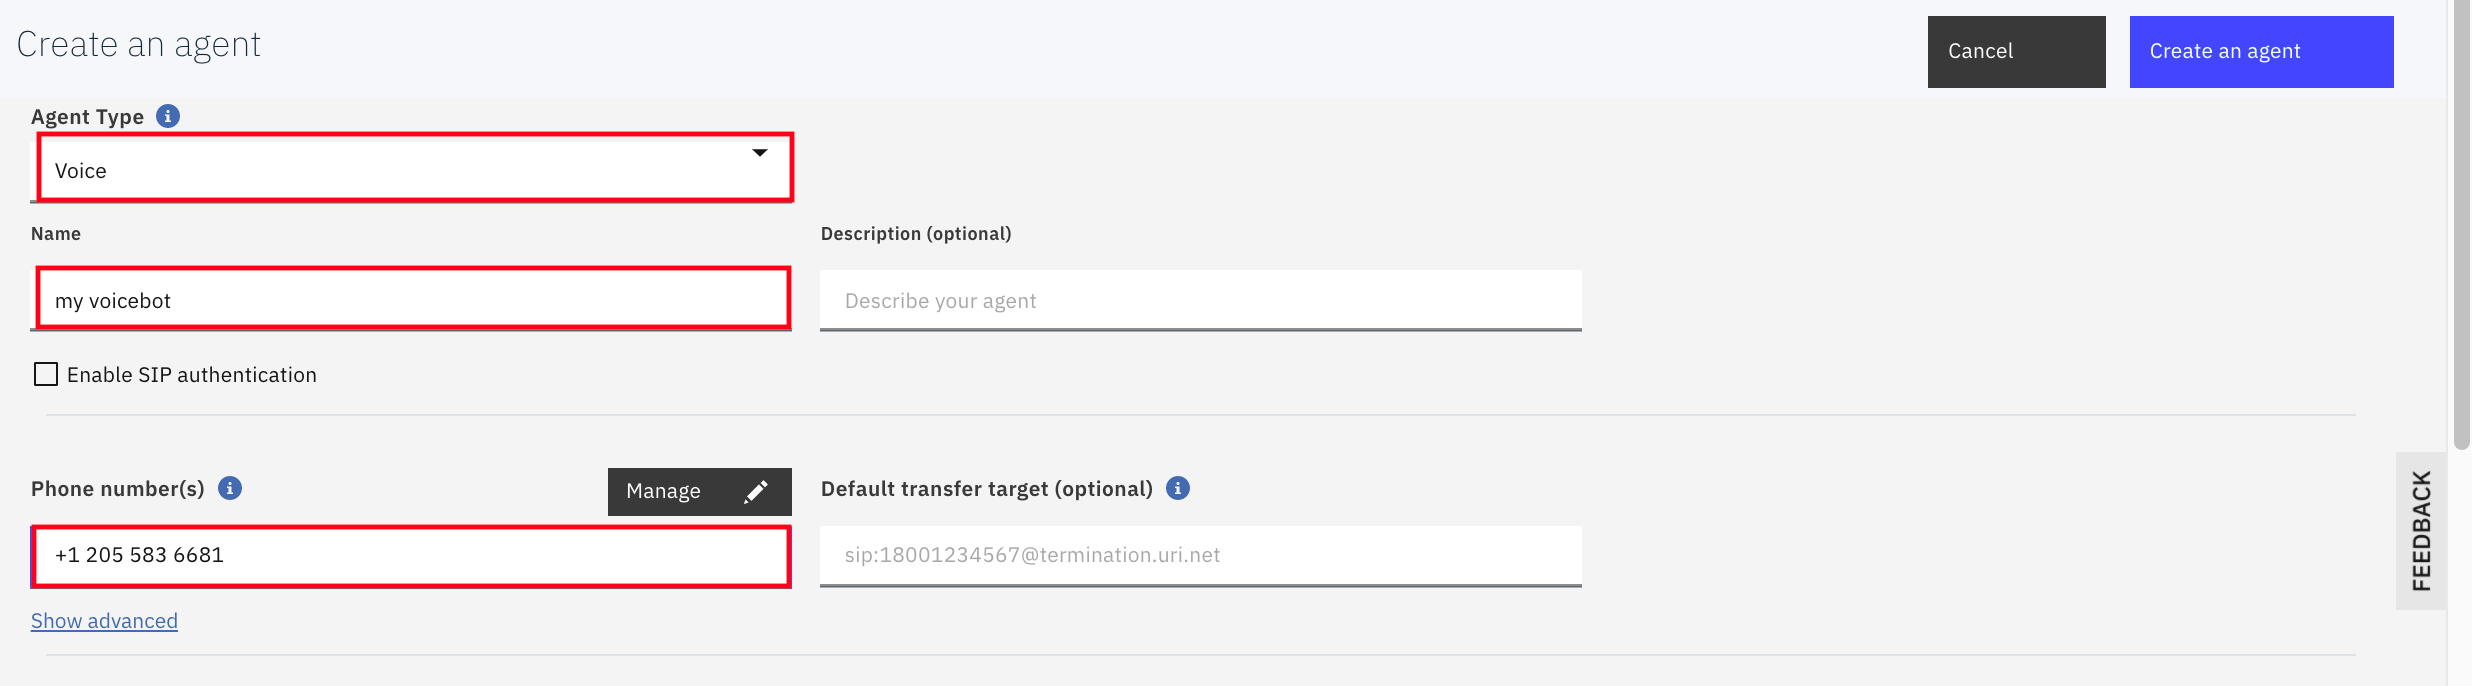 Create an agent
Cancel
Create an agent
Agent Type
Voice
Name
Description (optional)
my voicebot
Describe your agent
Enable SIP authentication
Phone number(s)
Manage
Default transfer target (optional)
+1 205 583 6681
sip:18001234567@termination.uri.net
Show advanced
FEEDBACK